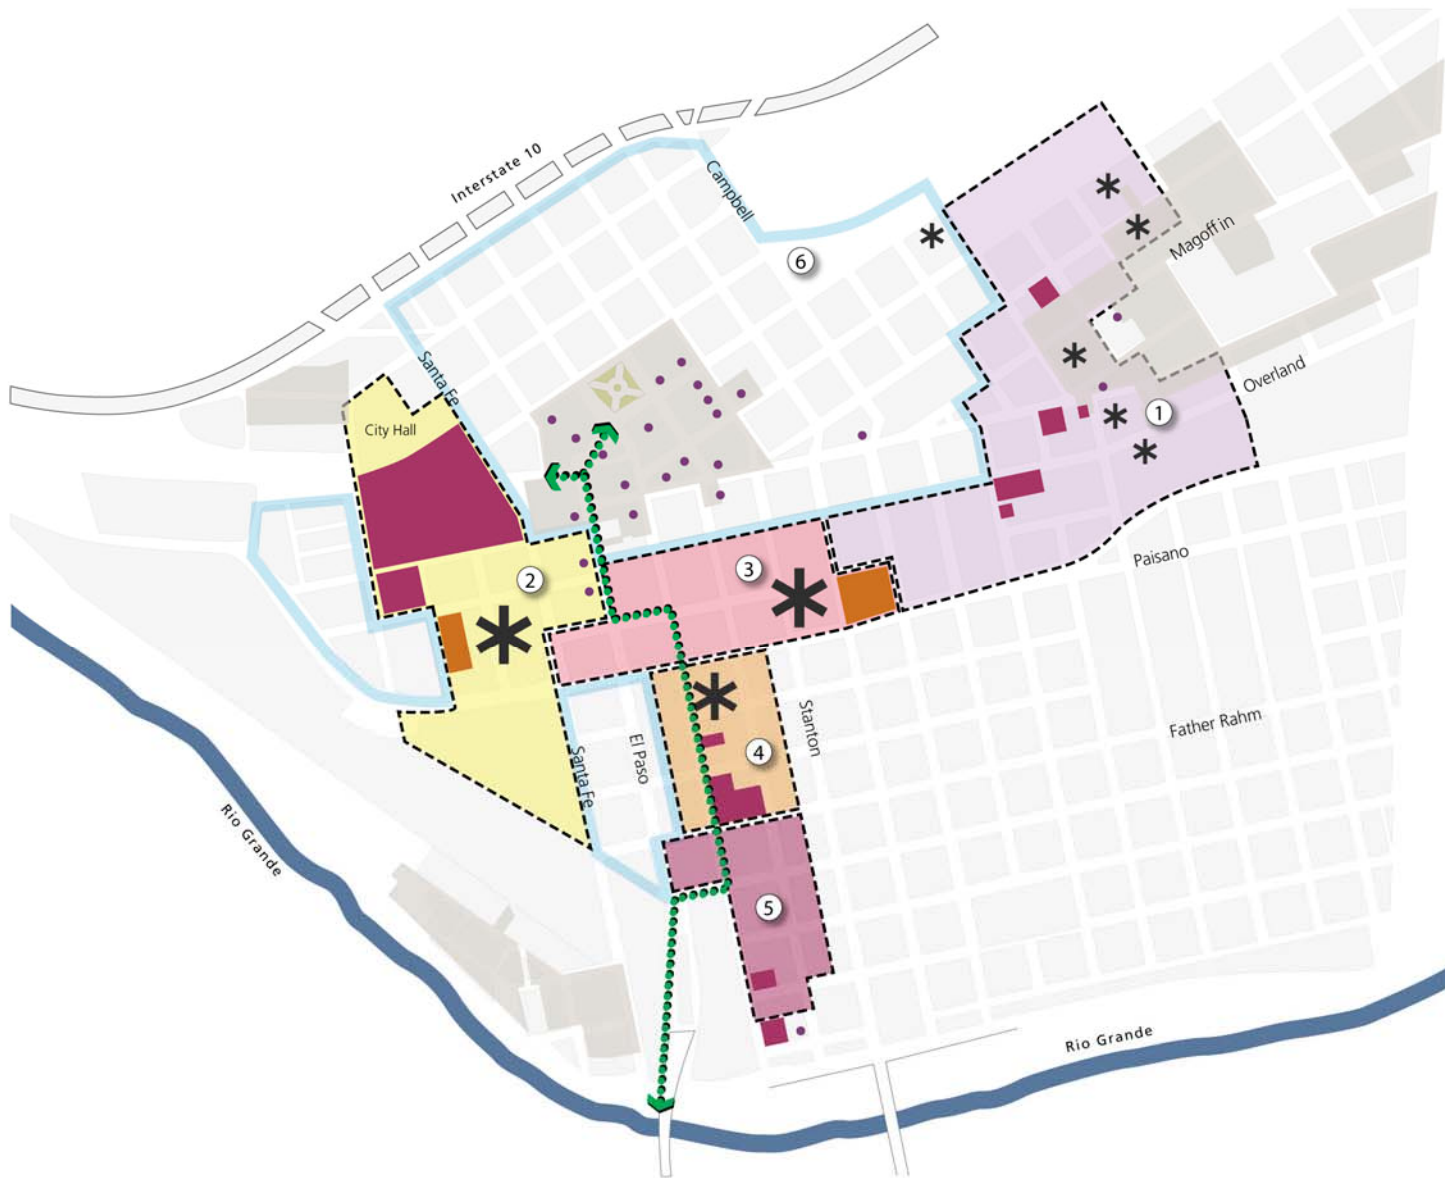 Interstate 10
Campbell
6
Magoffin
Santa Fe
Overland
1
City Hall
Paisano
2
3
Father Rahm
Stanton
El Paso
4
Santa Fe
Rio Grande
5
Rio Grande